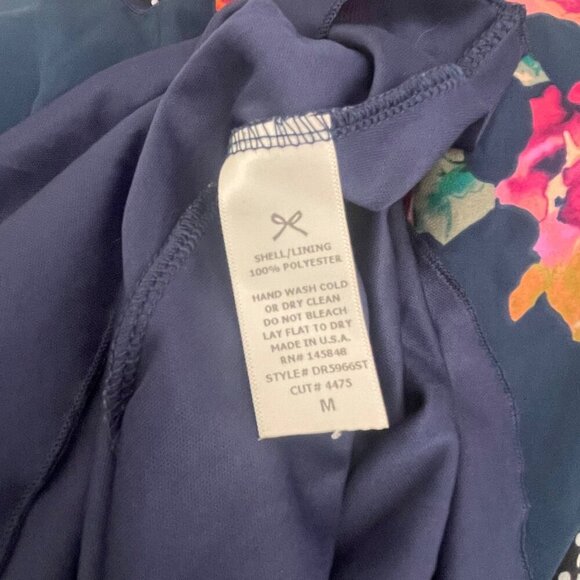 SHELL/LINING
100% POLYESTER
HAND WASH COLD
OR DRY CLEAN
DO NOT BLEACH
LAY FLAT TO DRY
MADE IN U.S.A.
RN# 145848
STYLE# DR5966ST
CUT# 4475
M